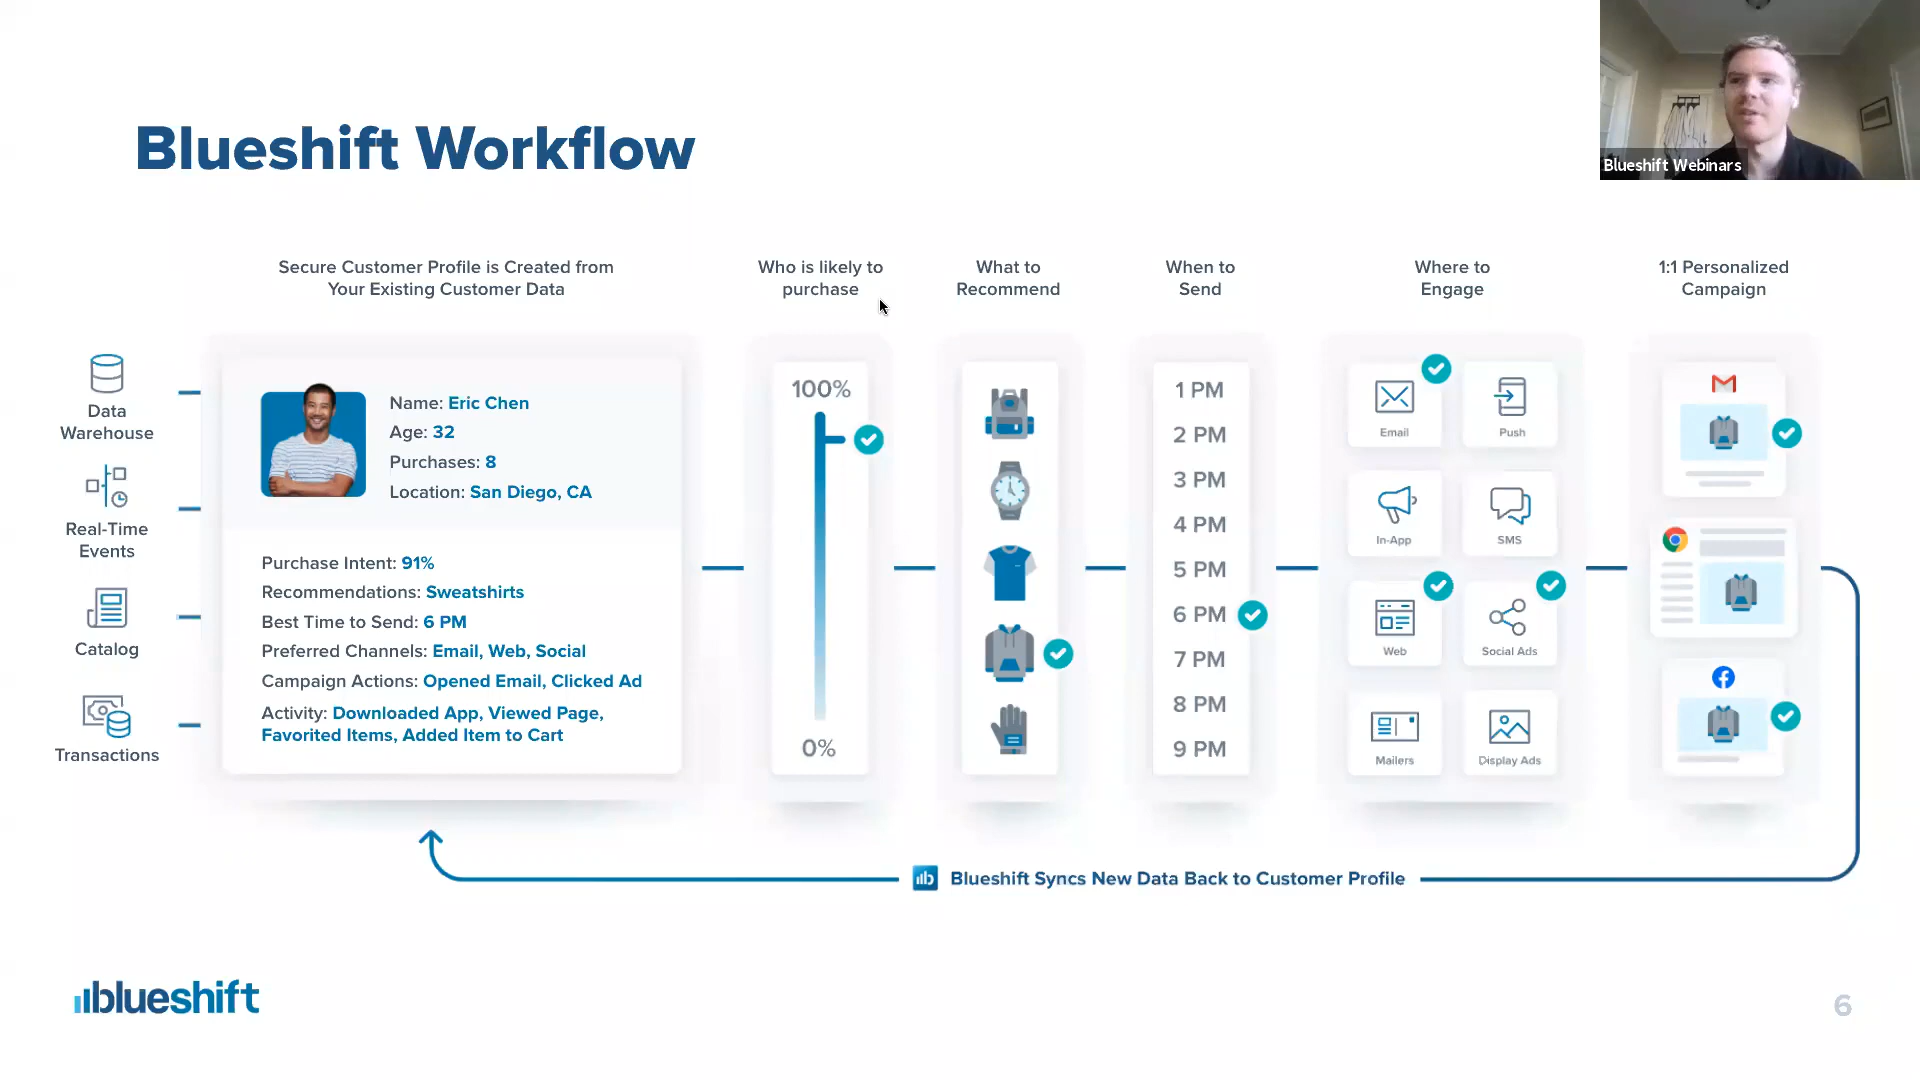 Blueshift Workflow
Blueshift Webinars
Secure Customer Profile is Created from
Your Existing Customer Data
Who is likely to
purchase
What to
Recommend
When to
Send
Where to
Engage
1:1 Personalized
Campaign
Data
Warehouse
Real-Time
Events
Catalog
Transactions
Name: Eric Chen
Age: 32
Purchases: 8
Location: San Diego, CA
Purchase Intent: 91%
Recommendations: Sweatshirts
Best Time to Send: 6 PM
Preferred Channels: Email, Web, Social
Campaign Actions: Opened Email, Clicked Ad
Activity: Downloaded App, Viewed Page,
Favorited Items, Added Item to Cart
100%
0%
1 PM
2 PM
3 PM
4 PM
5 PM
6 PM
7 PM
8 PM
9 PM
Email
Push
In-App
SMS
Web
Social Ads
Mailers
Display Ads
Blueshift Syncs New Data Back to Customer Profile
blueshift
6